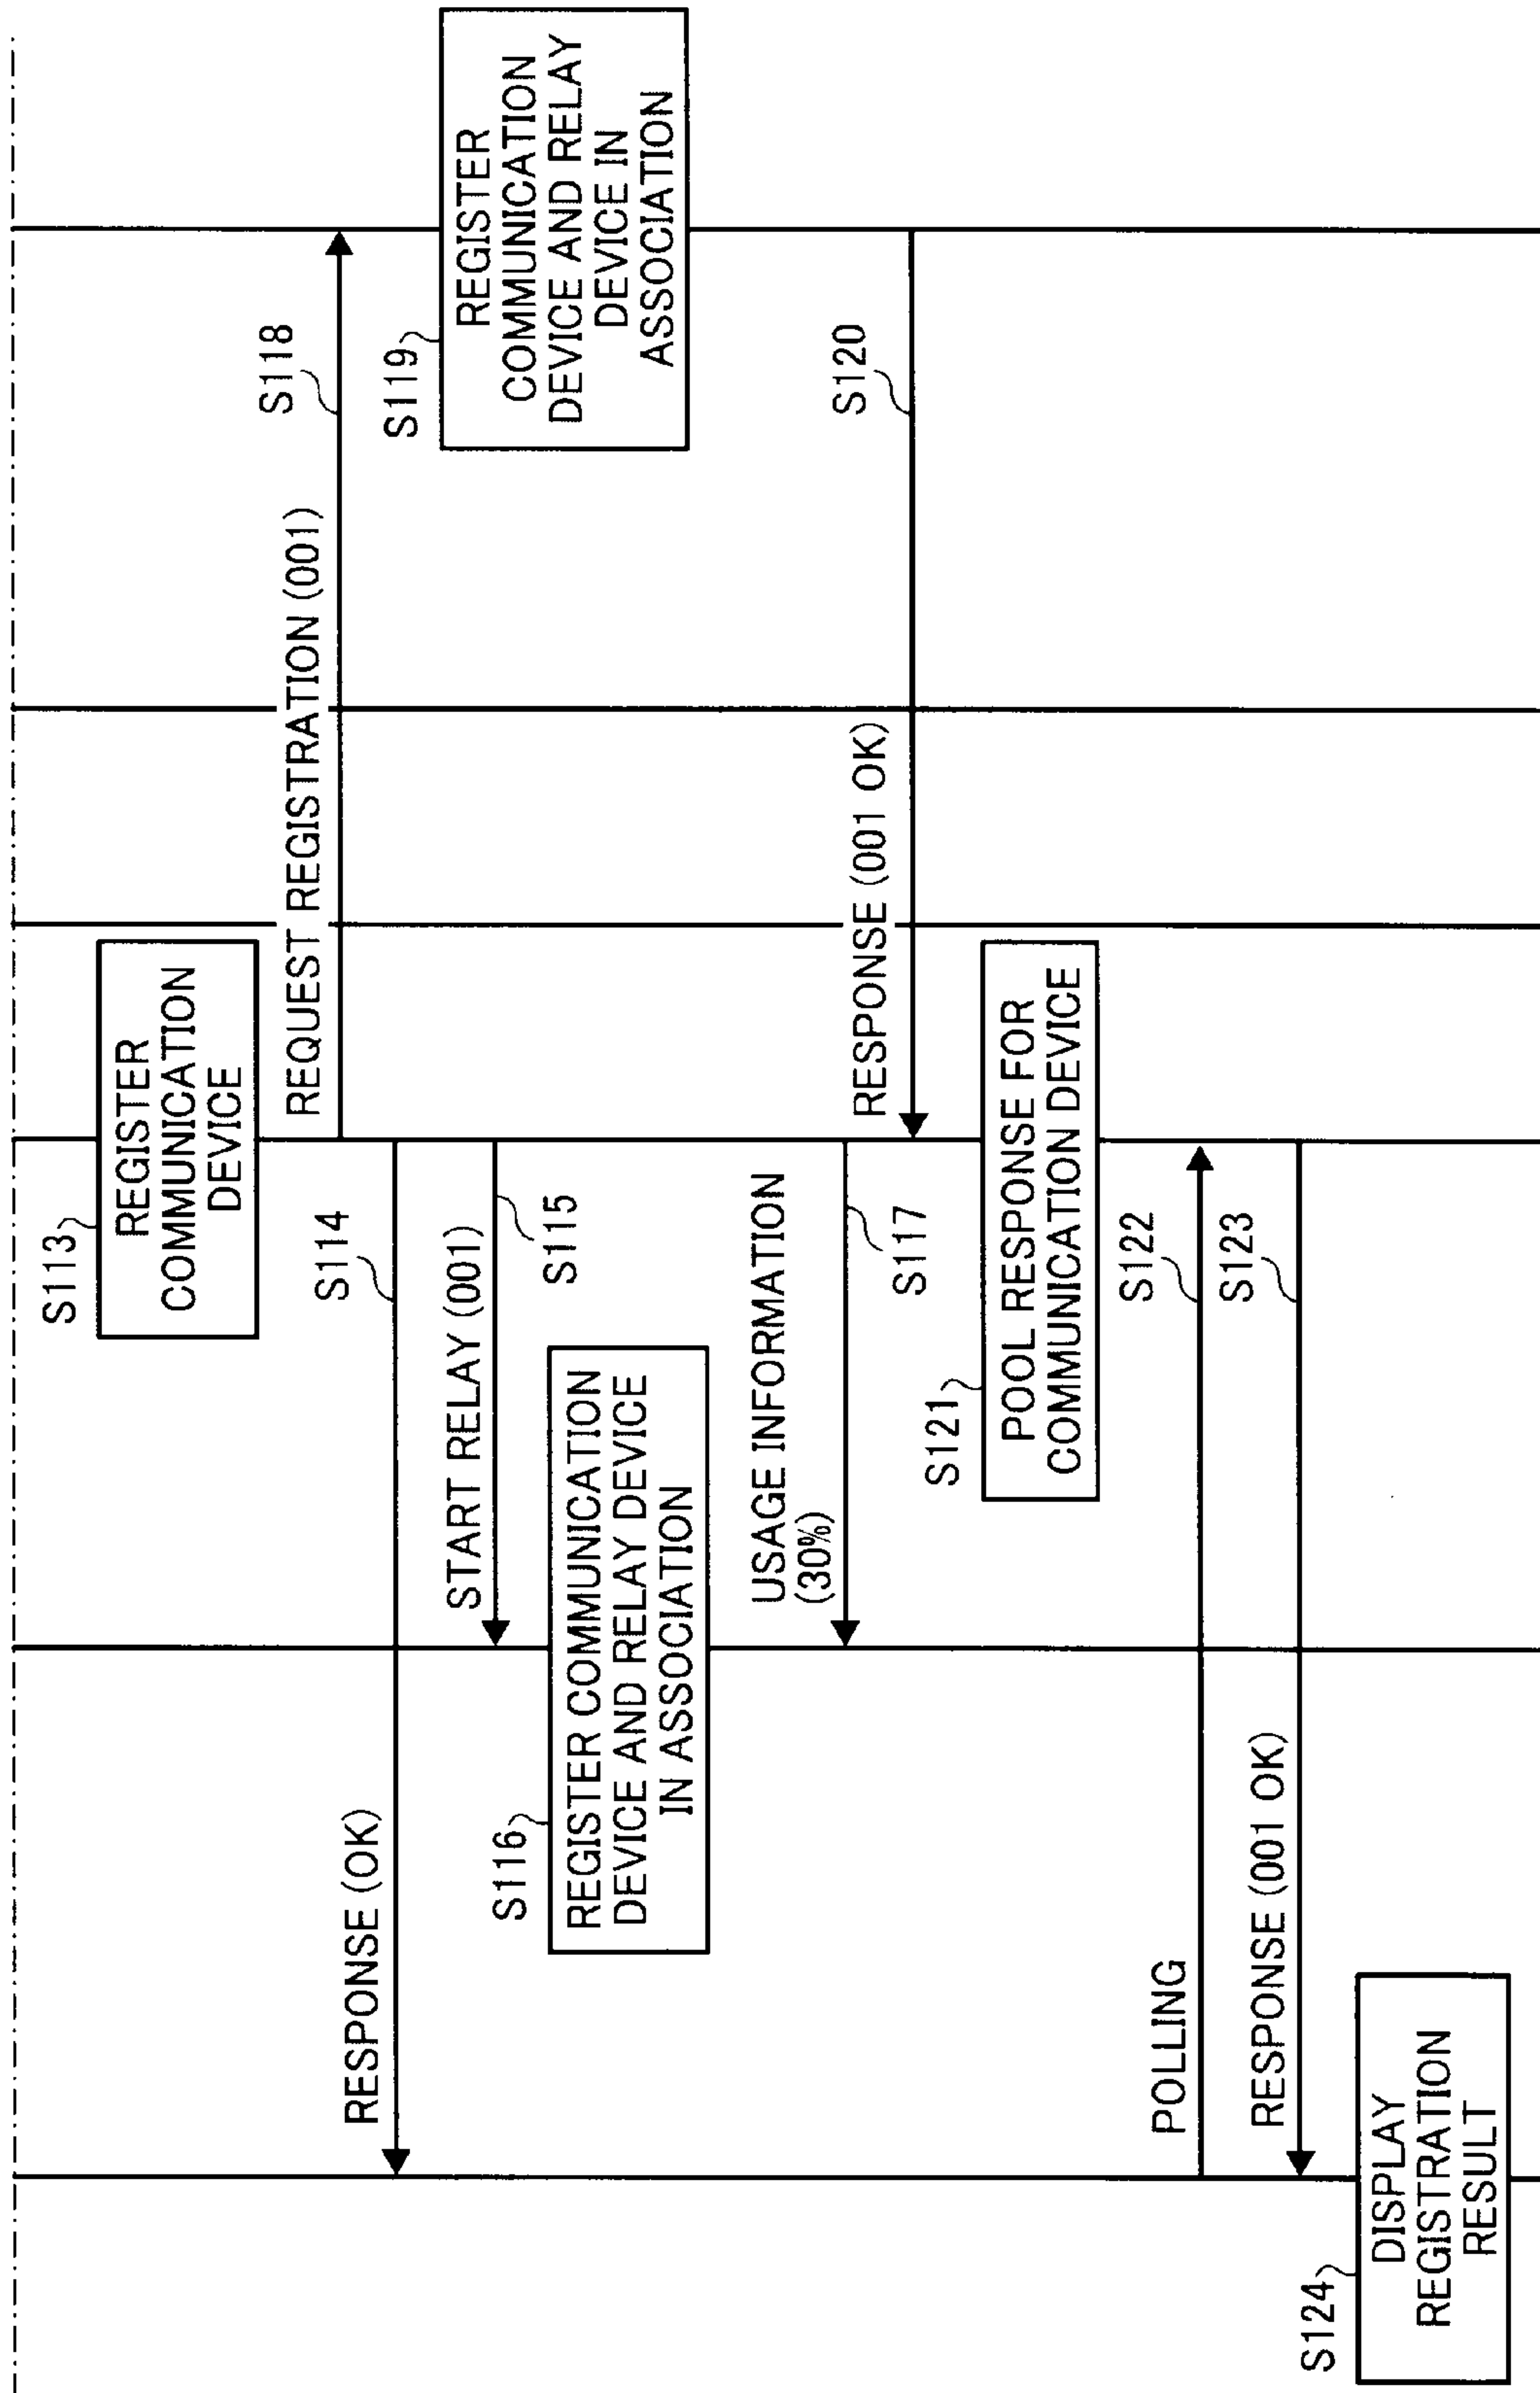 S113
REGISTER
COMMUNICATION
DEVICE
REQUEST REGISTRATION (001)
S118
RESPONSE (OK)
S114
S119
REGISTER
COMMUNICATION
DEVICE AND RELAY
DEVICE IN
ASSOCIATION
START RELAY (001)
S115
S116
REGISTER COMMUNICATION
DEVICE AND RELAY DEVICE
IN ASSOCIATION
USAGE INFORMATION
(30%)
S117
RESPONSE (001 OK)
S120
S121
POOL RESPONSE FOR
COMMUNICATION DEVICE
POLLING
S122
RESPONSE (001 OK)
S123
S124
DISPLAY
REGISTRATION
RESULT